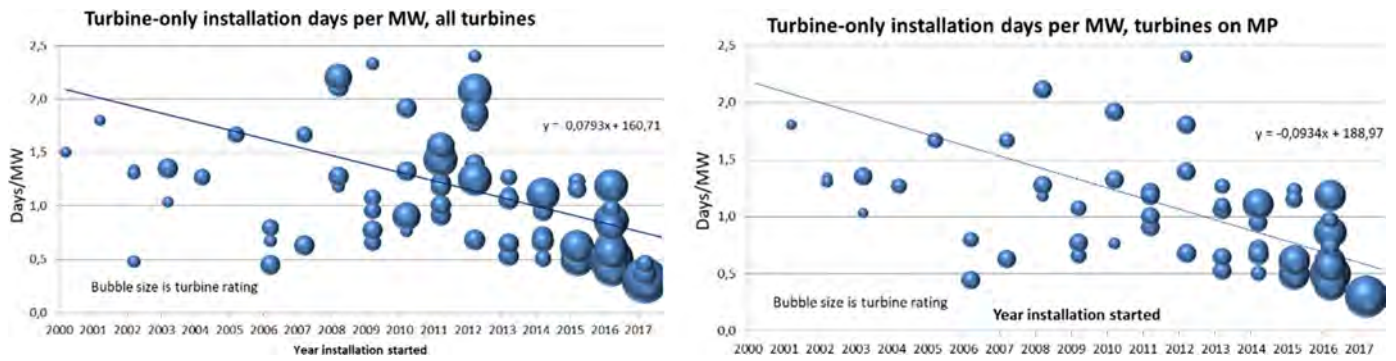 Turbine-only installation days per MW, all turbines
Days/MW
2,5
2,0
1,5
1,0
0,5
0,0
y = -0,0793x + 160,71
Bubble size is turbine rating
2000 2001 2002 2003 2004 2005 2006 2007 2008 2009 2010 2011 2012 2013 2014 2015 2016 2017
Year installation started
Turbine-only installation days per MW, turbines on MP
Days/MW
2,5
2,0
1,5
1,0
0,5
0,0
y = -0,0934x + 188,97
Bubble size is turbine rating
Year installation started
2000 2001 2002 2003 2004 2005 2006 2007 2008 2009 2010 2011 2012 2013 2014 2015 2016 2017